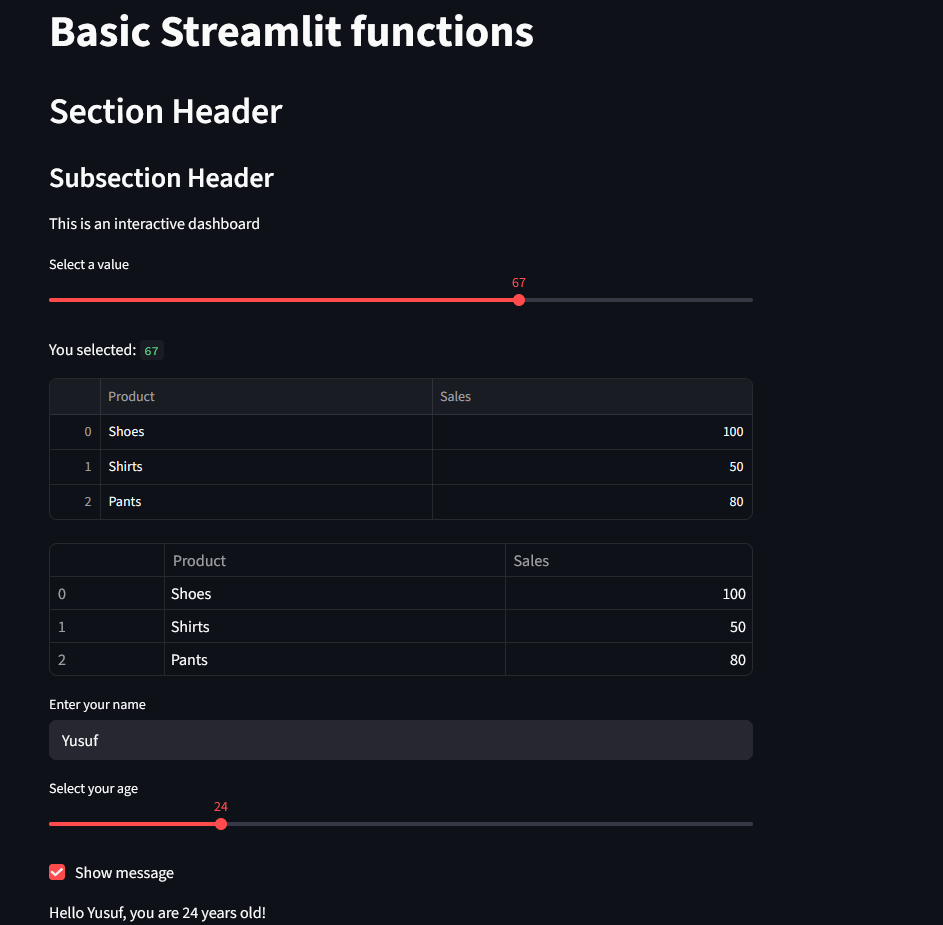 Basic Streamlit functions
Section Header
Subsection Header
This is an interactive dashboard
Select a value
67
You selected: 67
Product Sales
0 Shoes 100
1 Shirts 50
2 Pants 80
Product Sales
0 Shoes 100
1 Shirts 50
2 Pants 80
Enter your name
Yusuf
Select your age
24
Show message
Hello Yusuf, you are 24 years old!